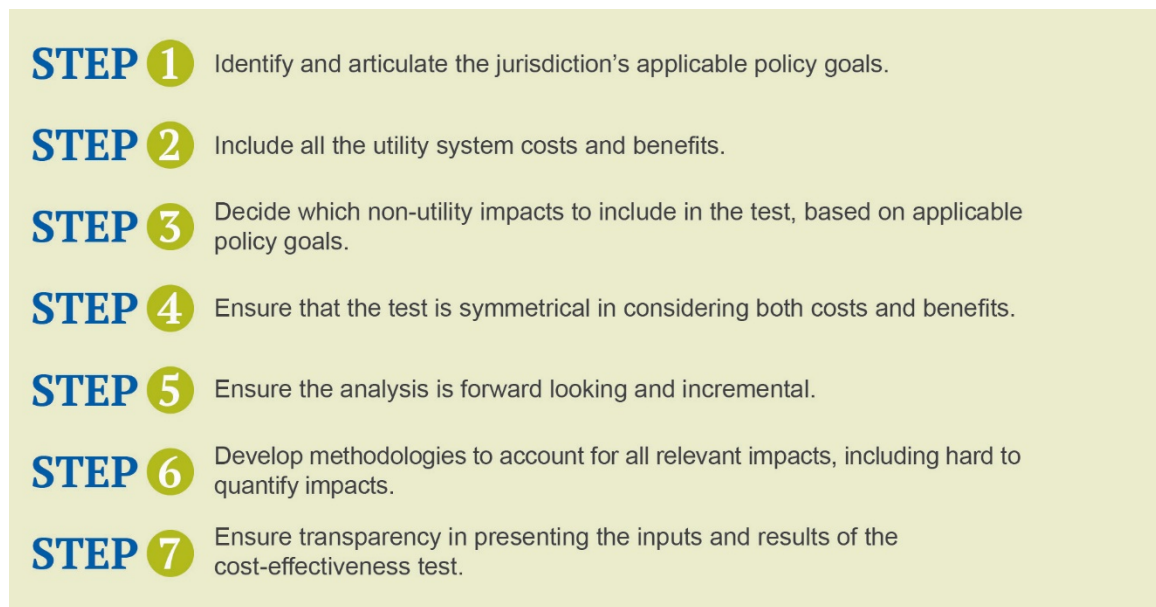 STEP 1 Identify and articulate the jurisdiction's applicable policy goals.
STEP 2 Include all the utility system costs and benefits.
STEP 3 Decide which non-utility impacts to include in the test, based on applicable
policy goals.
STEP 4 Ensure that the test is symmetrical in considering both costs and benefits.
STEP 5 Ensure the analysis is forward looking and incremental.
STEP 6 Develop methodologies to account for all relevant impacts, including hard to
quantify impacts.
STEP 7 Ensure transparency in presenting the inputs and results of the
cost-effectiveness test.